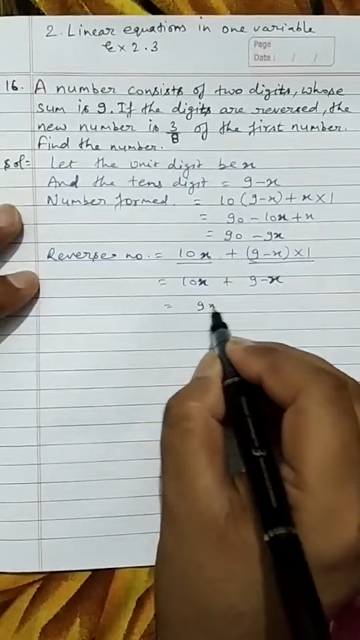 2. Linear equations in one variable
Ex 2.3
Page
Date / /
16. A number consists of two digits, whose
sum is 9. If the digits are reversed, the
new number is 3/8 of the first number.
Find the number.
Sol= Let the unit digit be x
And the tens digit = 9-x
Number formed = 10(9-x) + x × 1
= 90 - 10x + x
= 90 - 9x
Reverse no. = 10x + (9-x) × 1
= 10x + 9-x
= 9x